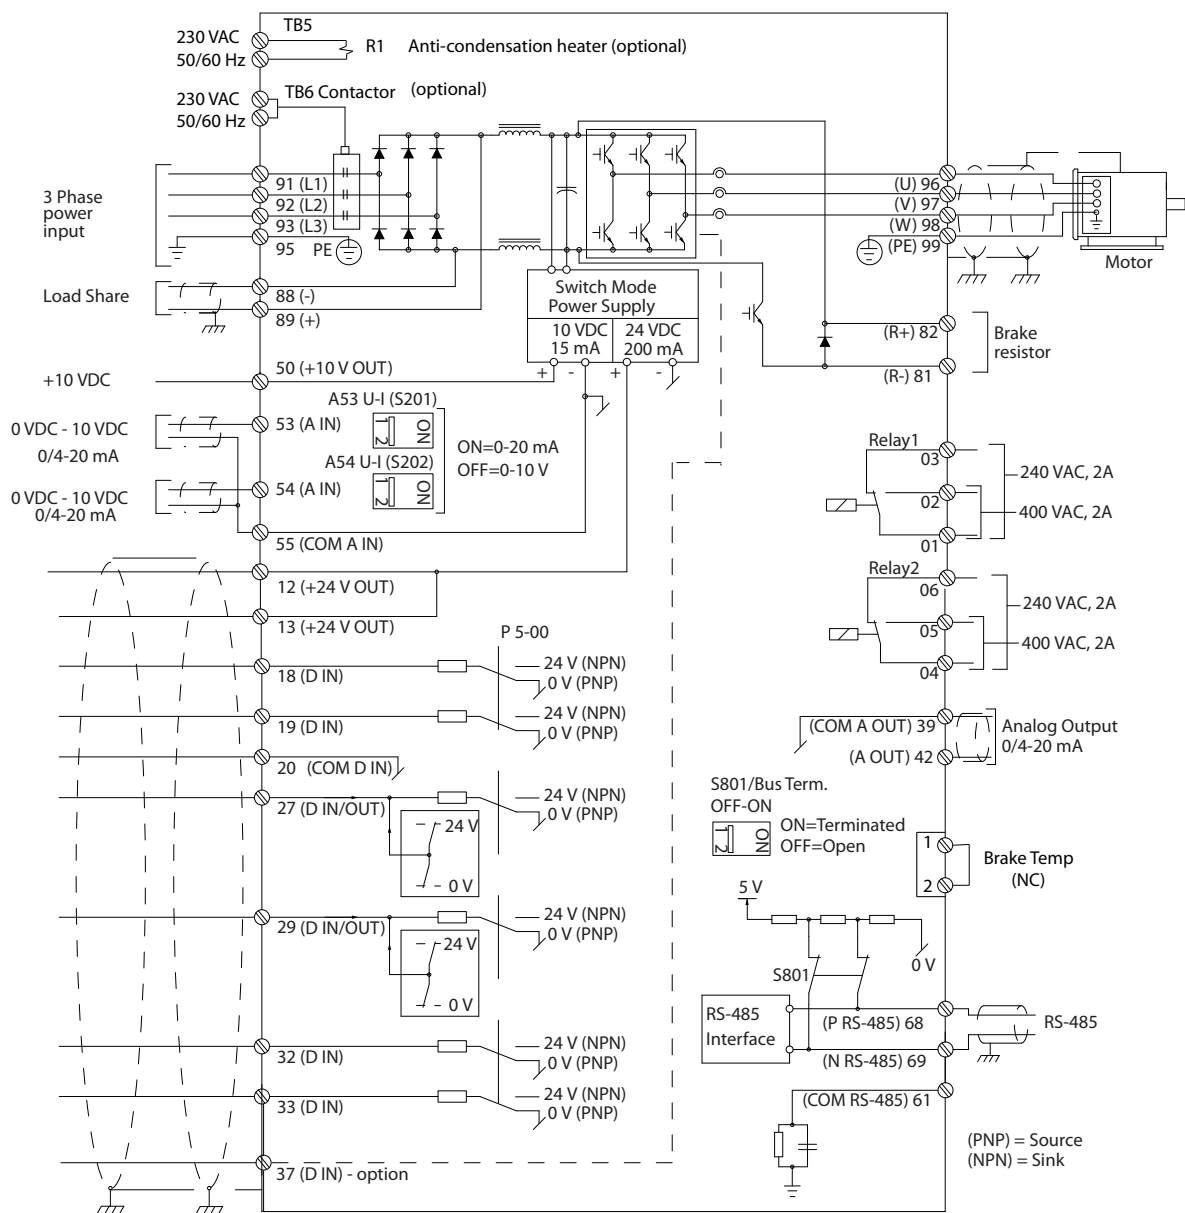 TB5
230 VAC
50/60 Hz
R1
Anti-condensation heater (optional)
TB6 Contactor
(optional)
230 VAC
50/60 Hz
3 Phase
power
input
91 (L1)
92 (L2)
93 (L3)
95
PE
(U) 96
(V) 97
(W) 98
(PE) 99
Motor
Load Share
88 (-)
89 (+)
Switch Mode
Power Supply
10 VDC
15 mA
24 VDC
200 mA
+
-
+
-
(R+) 82
(R-) 81
Brake
resistor
+10 VDC
50 (+10 V OUT)
0 VDC - 10 VDC
0/4-20 mA
53 (A IN)
A53 U-I (S201)
1 2
ON
A54 U-I (S202)
1 2
ON
ON=0-20 mA
OFF=0-10 V
0 VDC - 10 VDC
0/4-20 mA
54 (A IN)
55 (COM A IN)
12 (+24 V OUT)
13 (+24 V OUT)
Relay1
03
02
01
240 VAC, 2A
400 VAC, 2A
Relay2
06
05
04
240 VAC, 2A
400 VAC, 2A
P 5-00
18 (D IN)
24 V (NPN)
0 V (PNP)
19 (D IN)
24 V (NPN)
0 V (PNP)
20 (COM D IN)
27 (D IN/OUT)
24 V (NPN)
0 V (PNP)
24 V
0 V
29 (D IN/OUT)
24 V (NPN)
0 V (PNP)
24 V
0 V
32 (D IN)
24 V (NPN)
0 V (PNP)
33 (D IN)
24 V (NPN)
0 V (PNP)
37 (D IN) - option
(COM A OUT) 39
(A OUT) 42
Analog Output
0/4-20 mA
S801/Bus Term.
OFF-ON
1 2
ON
ON=Terminated
OFF=Open
1
2
Brake Temp
(NC)
5 V
0 V
S801
RS-485
Interface
(P RS-485) 68
(N RS-485) 69
RS-485
(COM RS-485) 61
(PNP) = Source
(NPN) = Sink